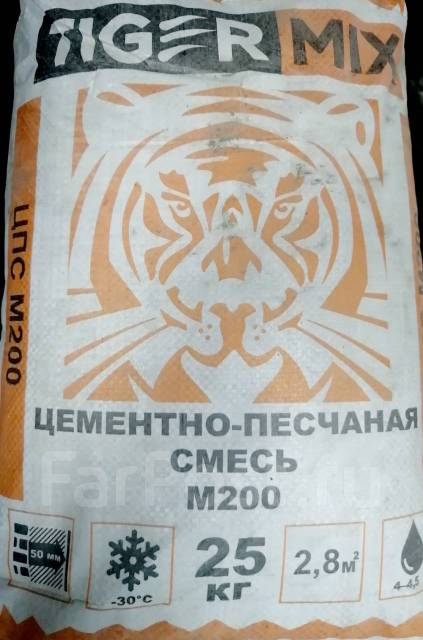 TIGER MIX
ЦПС М200
ЦЕМЕНТНО-ПЕСЧАНАЯ
СМЕСЬ
М200
50 мм
-30°С
25
КГ
2,8м²
4-4,5